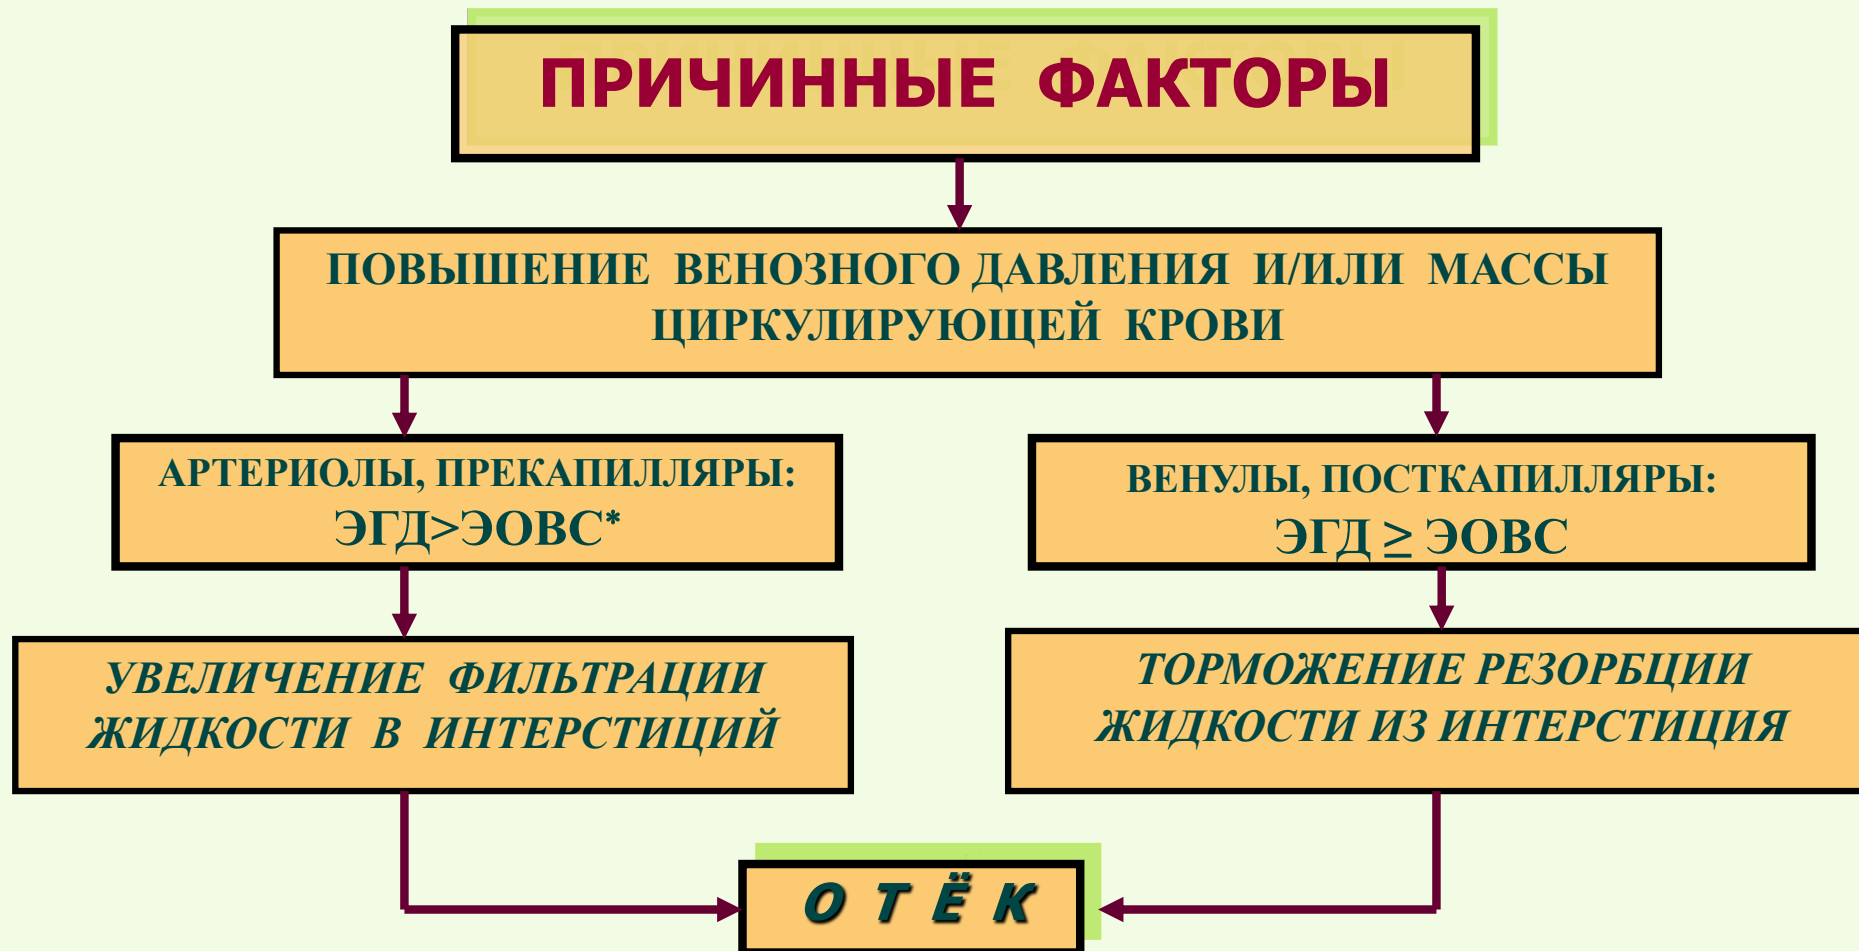 ПРИЧИННЫЕ ФАКТОРЫ
ПОВЫШЕНИЕ ВЕНОЗНОГО ДАВЛЕНИЯ И/ИЛИ МАССЫ
ЦИРКУЛИРУЮЩЕЙ КРОВИ
АРТЕРИОЛЫ, ПРЕКАПИЛЛЯРЫ:
ЭГД>ЭОВС*
ВЕНУЛЫ, ПОСТКАПИЛЛЯРЫ:
ЭГД ≥ ЭОВС
УВЕЛИЧЕНИЕ ФИЛЬТРАЦИИ
ЖИДКОСТИ В ИНТЕРСТИЦИЙ
ТОРМОЖЕНИЕ РЕЗОРБЦИИ
ЖИДКОСТИ ИЗ ИНТЕРСТИЦИЯ
О Т Ё К